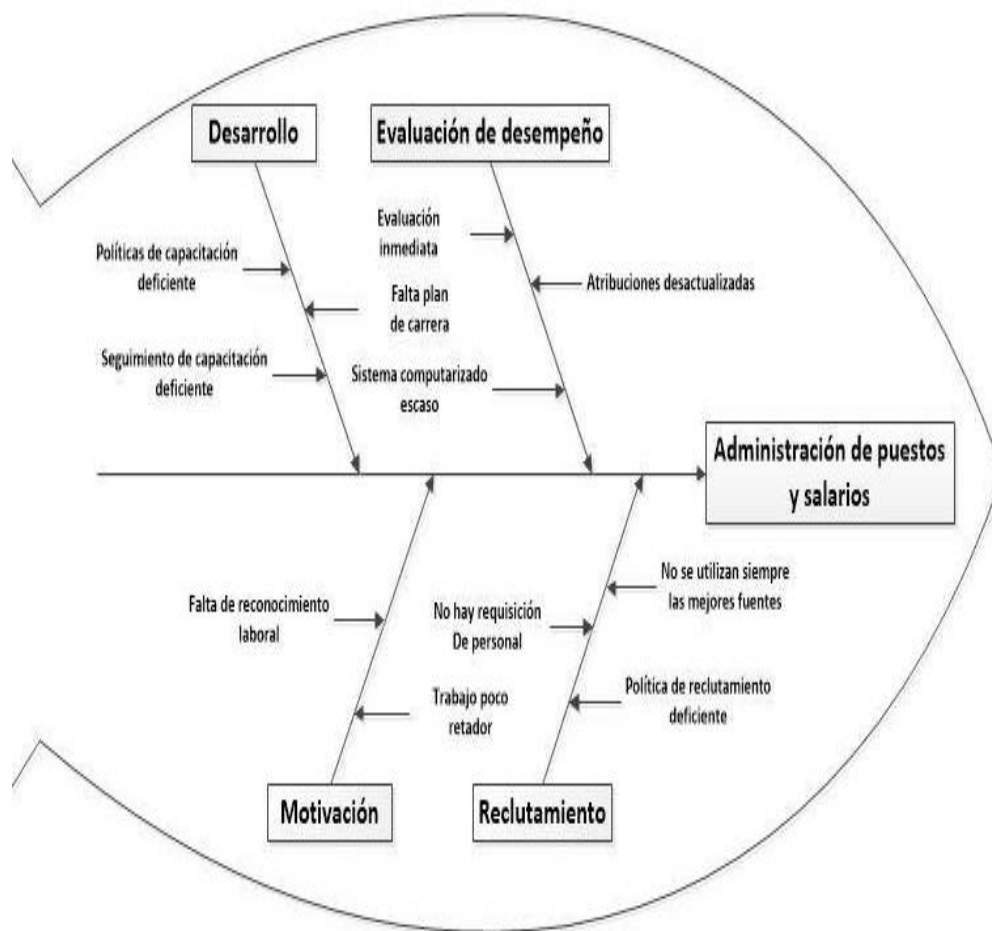 Desarrollo
Evaluación de desempeño
Evaluación
inmediata
Políticas de capacitación
deficiente
Atribuciones desactualizadas
Falta plan
de carrera
Seguimiento de capacitación
deficiente
Sistema computarizado
escaso
Administración de puestos
y salarios
No se utilizan siempre
las mejores fuentes
Falta de reconocimiento
laboral
No hay requisición
De personal
Trabajo poco
retador
Política de reclutamiento
deficiente
Motivación
Reclutamiento